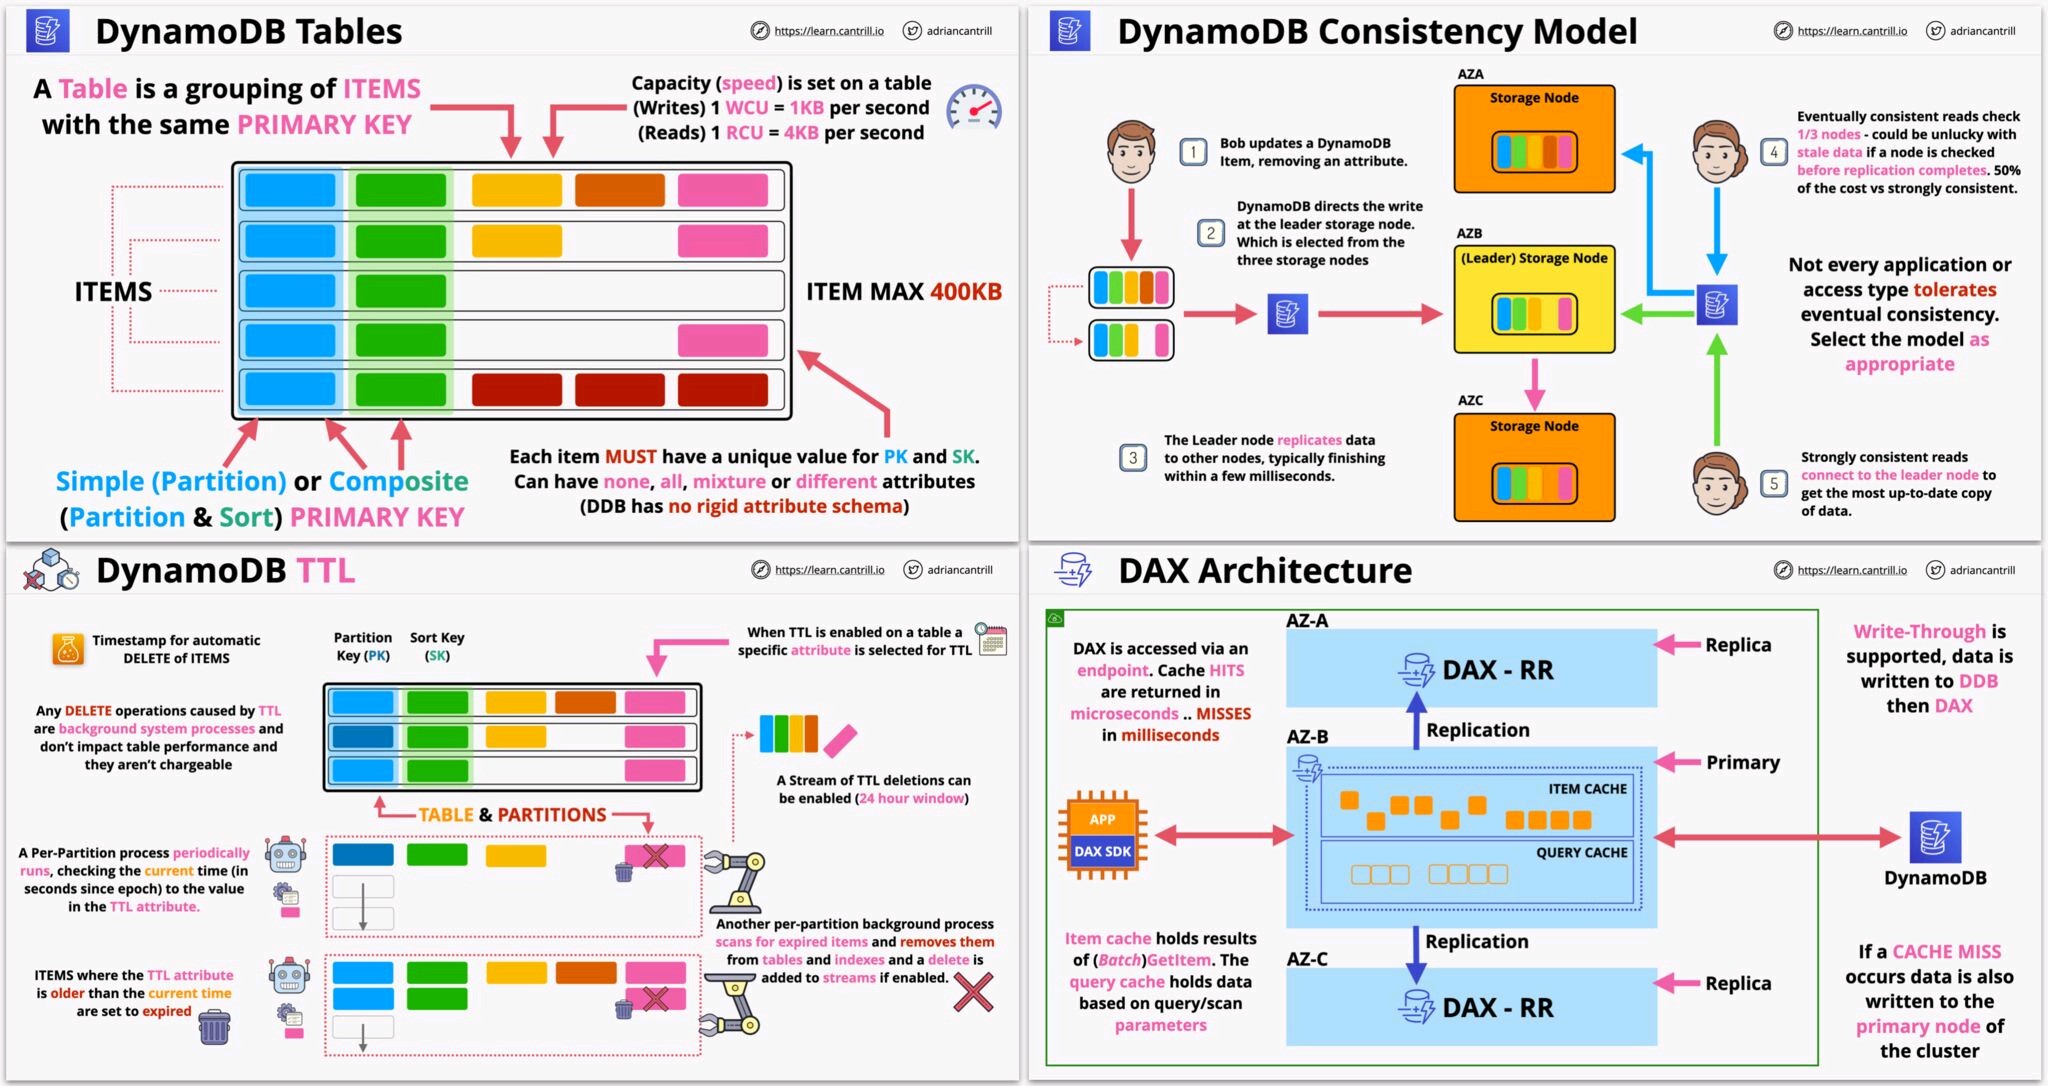 DynamoDB Tables
https://learn.cantrill.io
adriancantrill
A Table is a grouping of ITEMS
with the same PRIMARY KEY
Capacity (speed) is set on a table
(Writes) 1 WCU = 1KB per second
(Reads) 1 RCU = 4KB per second
ITEMS
ITEM MAX 400KB
Simple (Partition) or Composite
(Partition & Sort) PRIMARY KEY
Each item MUST have a unique value for PK and SK.
Can have none, all, mixture or different attributes
(DDB has no rigid attribute schema)
DynamoDB Consistency Model
https://learn.cantrill.io
adriancantrill
1
Bob updates a DynamoDB
Item, removing an attribute.
2
DynamoDB directs the write
at the leader storage node.
Which is elected from the
three storage nodes
3
The Leader node replicates data
to other nodes, typically finishing
within a few milliseconds.
AZA
Storage Node
AZB
(Leader) Storage Node
AZC
Storage Node
4
Eventually consistent reads check
1/3 nodes - could be unlucky with
stale data if a node is checked
before replication completes. 50%
of the cost vs strongly consistent.
Not every application or
access type tolerates
eventual consistency.
Select the model as
appropriate
5
Strongly consistent reads
connect to the leader node to
get the most up-to-date copy
of data.
DynamoDB TTL
https://learn.cantrill.io
adriancantrill
Timestamp for automatic
DELETE of ITEMS
Partition
Key (PK)
Sort Key
(SK)
When TTL is enabled on a table a
specific attribute is selected for TTL
Any DELETE operations caused by TTL
are background system processes and
don't impact table performance and
they aren't chargeable
A Stream of TTL deletions can
be enabled (24 hour window)
TABLE & PARTITIONS
A Per-Partition process periodically
runs, checking the current time (in
seconds since epoch) to the value
in the TTL attribute.
ITEMS where the TTL attribute
is older than the current time
are set to expired
Another per-partition background process
scans for expired items and removes them
from tables and indexes and a delete is
added to streams if enabled.
DAX Architecture
https://learn.cantrill.io
adriancantrill
DAX is accessed via an
endpoint. Cache HITS
are returned in
microseconds .. MISSES
in milliseconds
APP
DAX SDK
Item cache holds results
of (Batch)GetItem. The
query cache holds data
based on query/scan
parameters
AZ-A
DAX - RR
Replica
Replication
AZ-B
Primary
ITEM CACHE
QUERY CACHE
Replication
AZ-C
DAX - RR
Replica
Write-Through is
supported, data is
written to DDB
then DAX
DynamoDB
If a CACHE MISS
occurs data is also
written to the
primary node of
the cluster